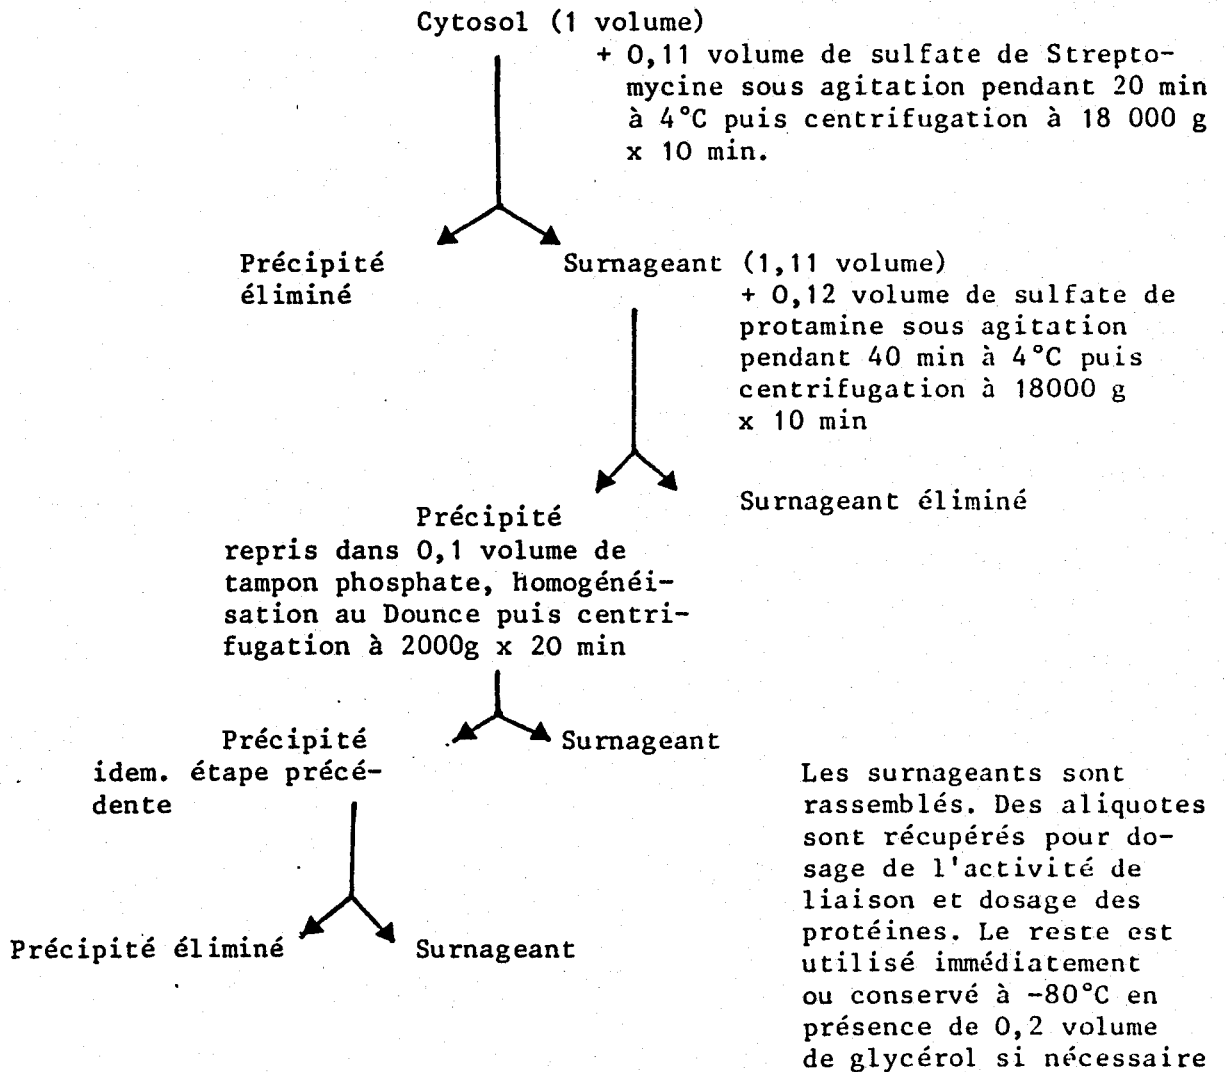 Cytosol (1 volume)
+ 0,11 volume de sulfate de Strepto-
mycine sous agitation pendant 20 min
à 4°C puis centrifugation à 18 000 g
x 10 min.
Précipité
éliminé
Surnageant (1,11 volume)
+ 0,12 volume de sulfate de
protamine sous agitation
pendant 40 min à 4°C puis
centrifugation à 18000 g
x 10 min
Surnageant éliminé
Précipité
repris dans 0,1 volume de
tampon phosphate, homogénéi-
sation au Dounce puis centri-
fugation à 2000g x 20 min
Précipité
idem. étape précé-
dente
Surnageant
Précipité éliminé
Surnageant
Les surnageants sont
rassemblés. Des aliquotes
sont récupérés pour do-
sage de l'activité de
liaison et dosage des
protéines. Le reste est
utilisé immédiatement
ou conservé à -80°C en
présence de 0,2 volume
de glycérol si nécessaire